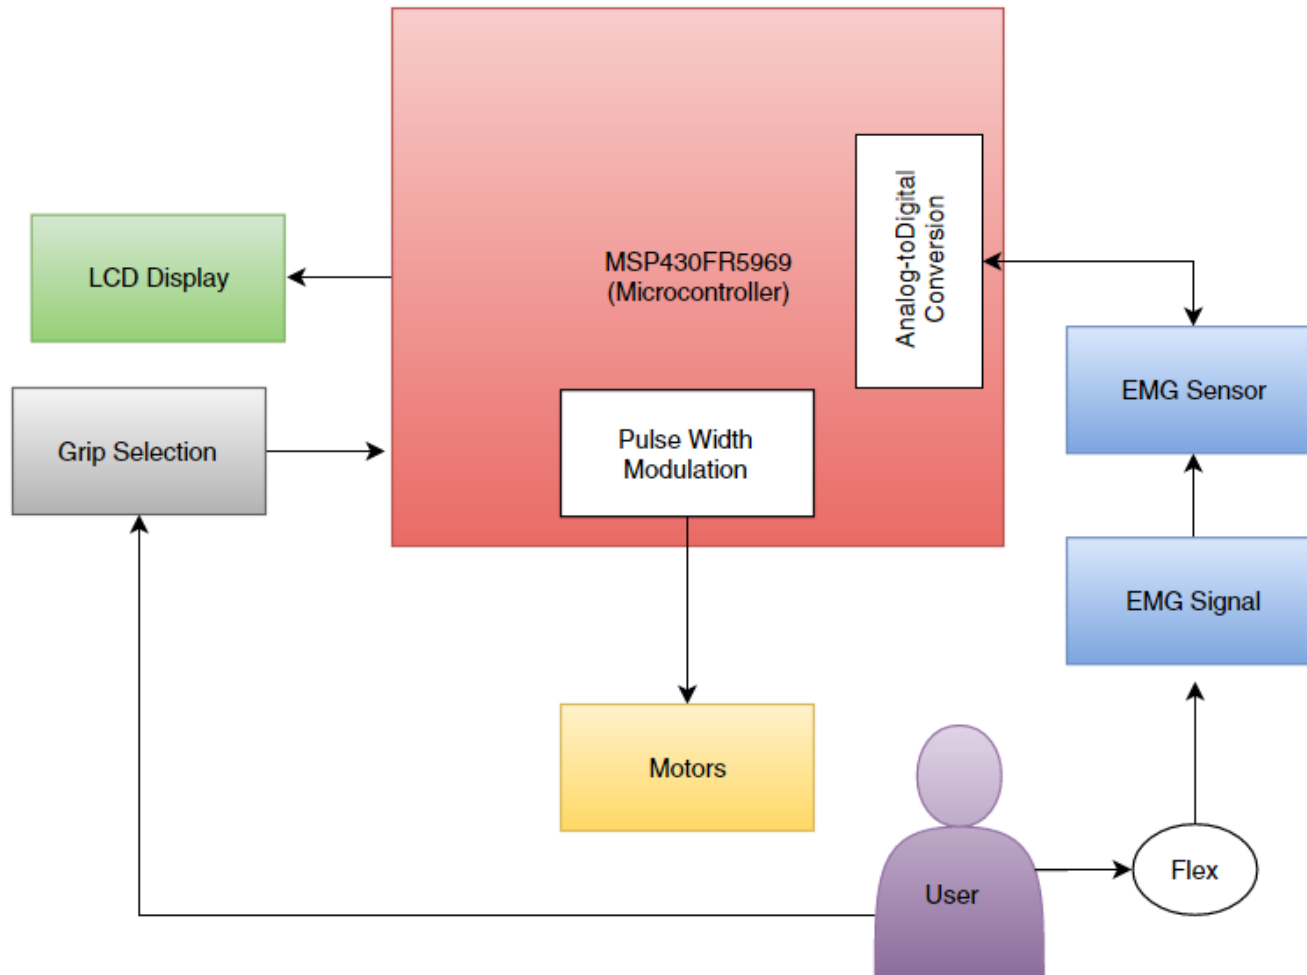 MSP430FR5969
(Microcontroller)
Analog-toDigital
Conversion
LCD Display
EMG Sensor
Grip Selection
Pulse Width
Modulation
EMG Signal
Motors
User
Flex